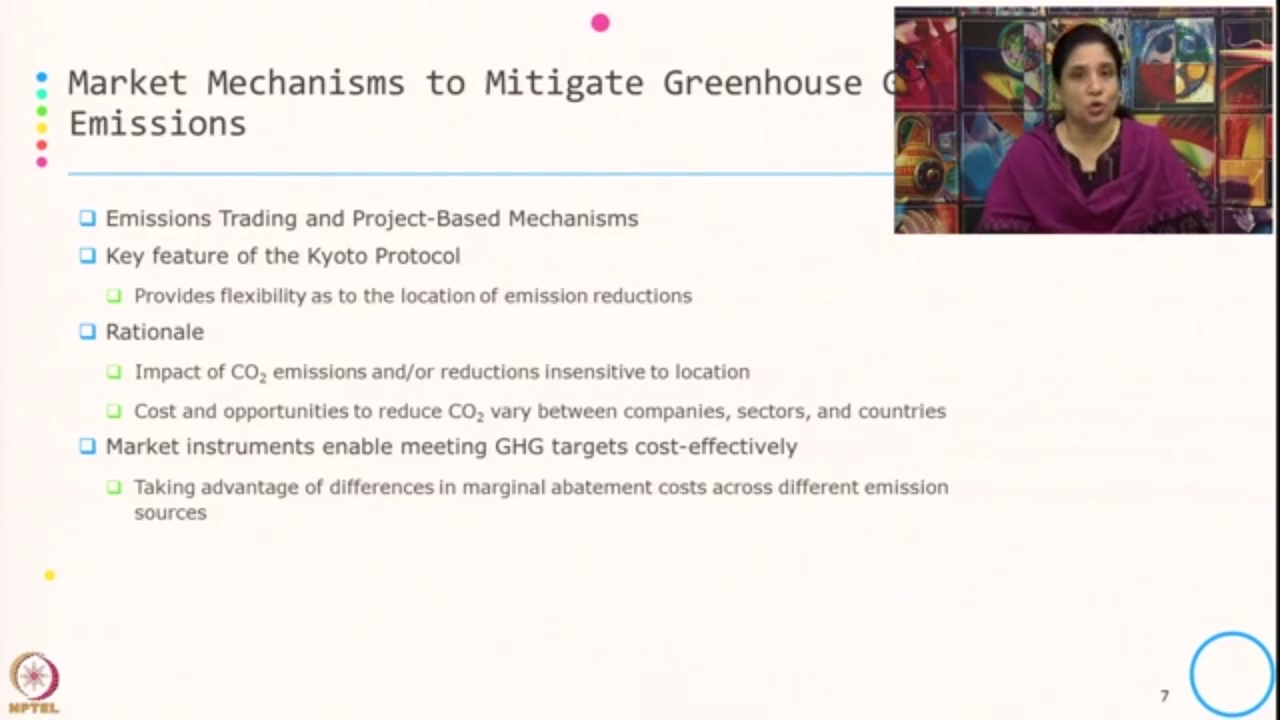 Market Mechanisms to Mitigate Greenhouse
Emissions
Emissions Trading and Project-Based Mechanisms
Key feature of the Kyoto Protocol
Provides flexibility as to the location of emission reductions
Rationale
Impact of CO₂ emissions and/or reductions insensitive to location
Cost and opportunities to reduce CO₂ vary between companies, sectors, and countries
Market instruments enable meeting GHG targets cost-effectively
Taking advantage of differences in marginal abatement costs across different emission
sources
NPTEL
7